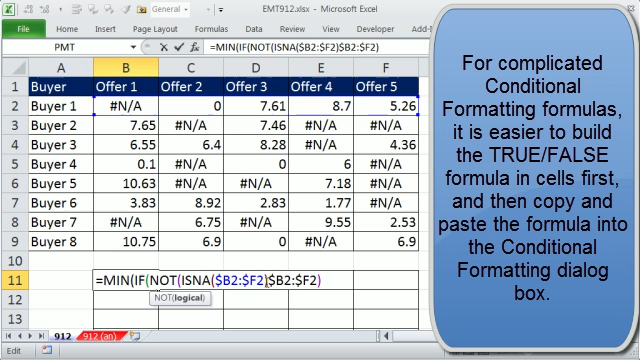 General
EMT912.xlsx - Microsoft Excel
File Home Insert Page Layout Formulas Data Review View Developer
PMT =MIN(IF(NOT(ISNA($B2:$F2)$B2:$F2)
A B C D E F
1 Buyer Offer 1 Offer 2 Offer 3 Offer 4 Offer 5
2 Buyer 1 #N/A 0 7.61 8.7 5.26
3 Buyer 2 7.65 #N/A 7.46 #N/A #N/A
4 Buyer 3 6.55 6.4 8.28 #N/A 4.36
5 Buyer 4 0.1 #N/A 0 6 #N/A
6 Buyer 5 10.63 #N/A #N/A 7.18 #N/A
7 Buyer 6 3.83 8.92 2.83 1.77 #N/A
8 Buyer 7 #N/A 6.75 #N/A 9.55 2.53
9 Buyer 8 10.75 6.9 0 #N/A 6.9
10
11 =MIN(IF(NOT(ISNA($B2:$F2)$B2:$F2)
12 NOT(logical)
13
912 912 (an)
Edit
For complicated
Conditional
Formatting formulas,
it is easier to build
the TRUE/FALSE
formula in cells first,
and then copy and
paste the formula into
the Conditional
Formatting dialog
box.